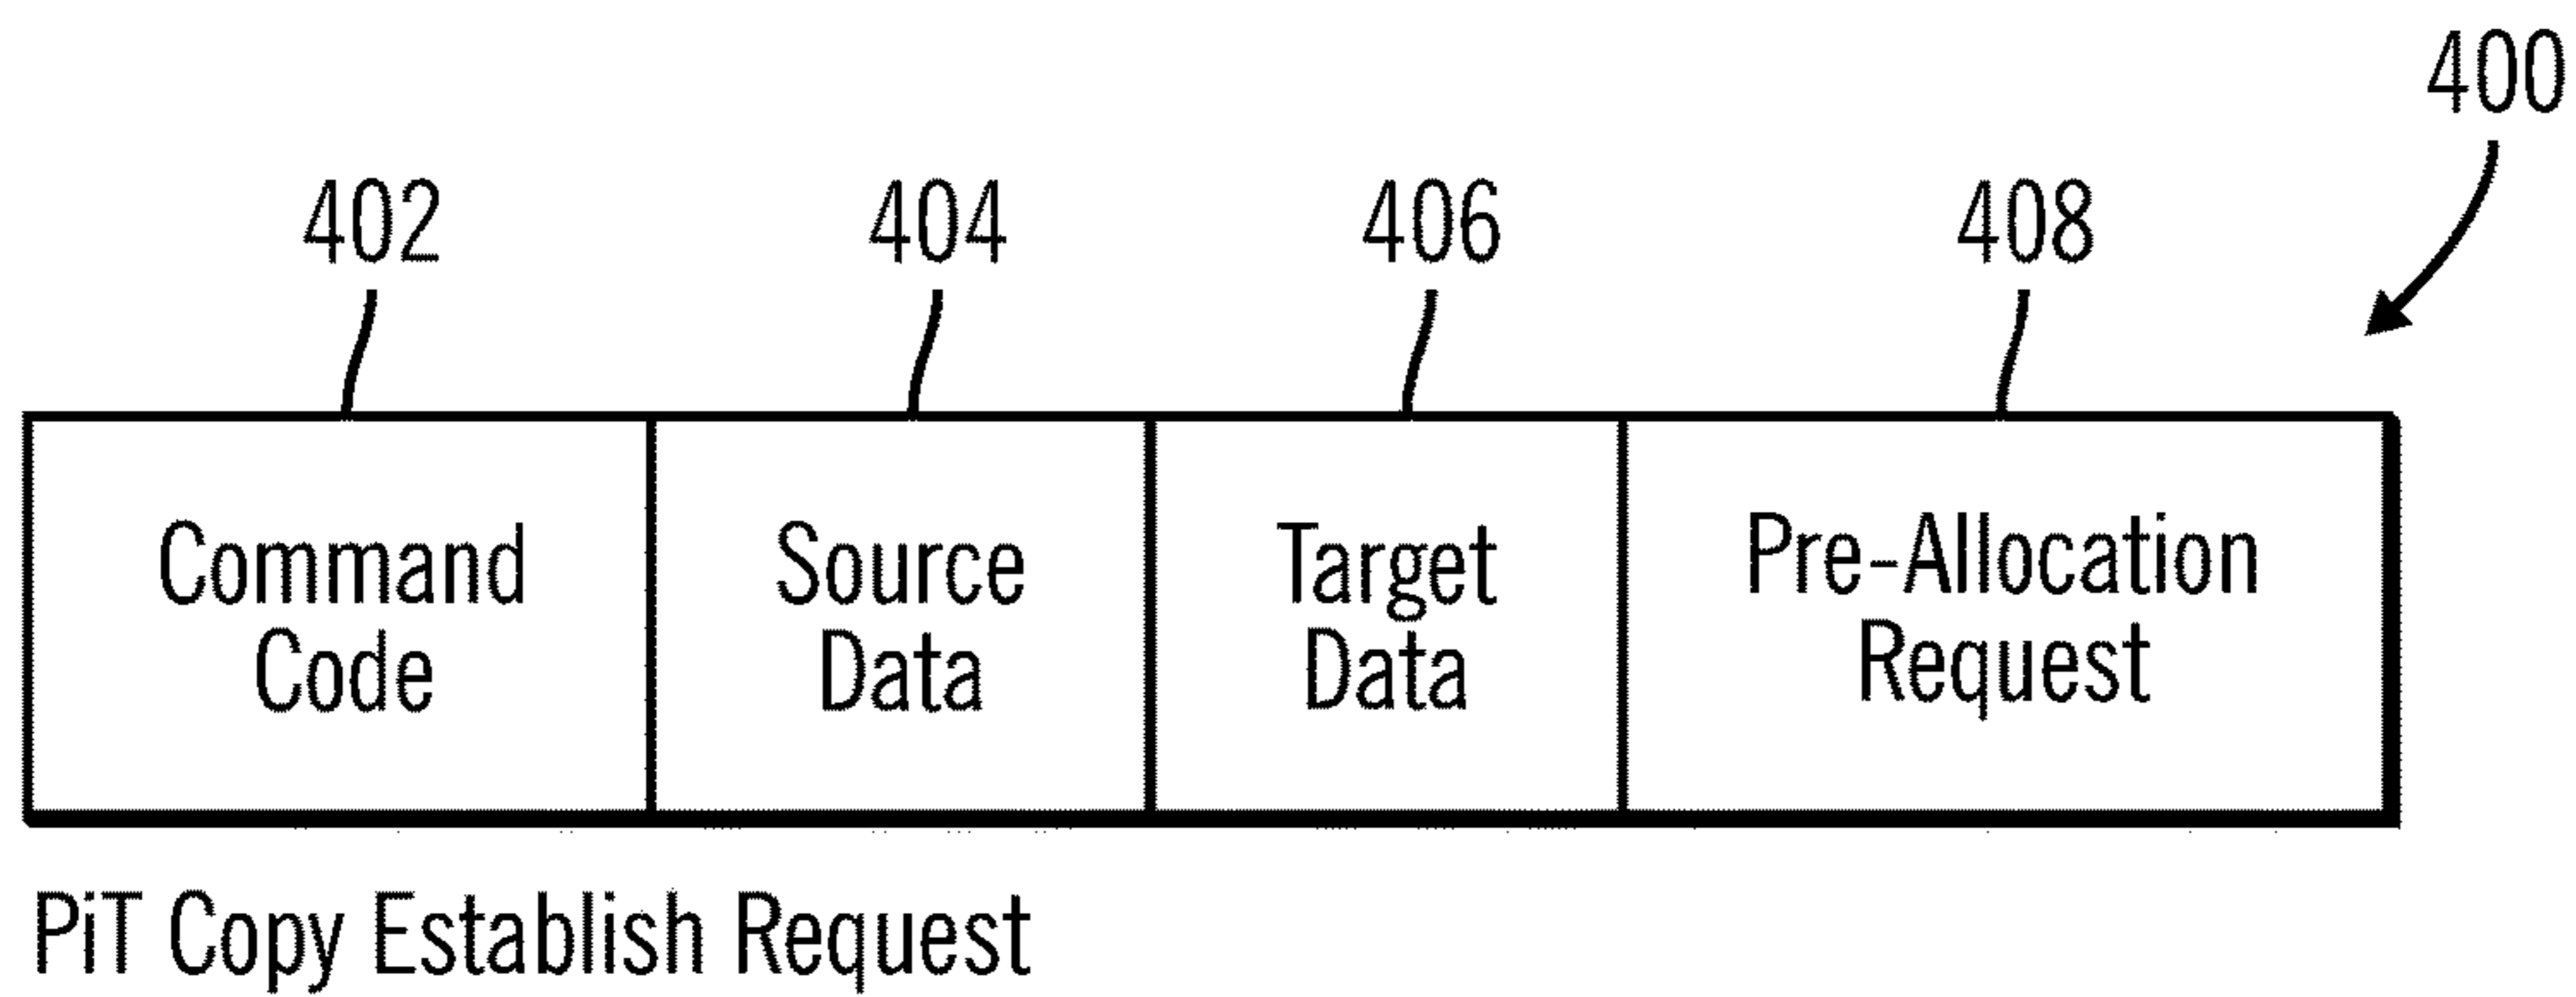 400
402
404
406
408
Command
Code
Source
Data
Target
Data
Pre-Allocation
Request
PiT Copy Establish Request